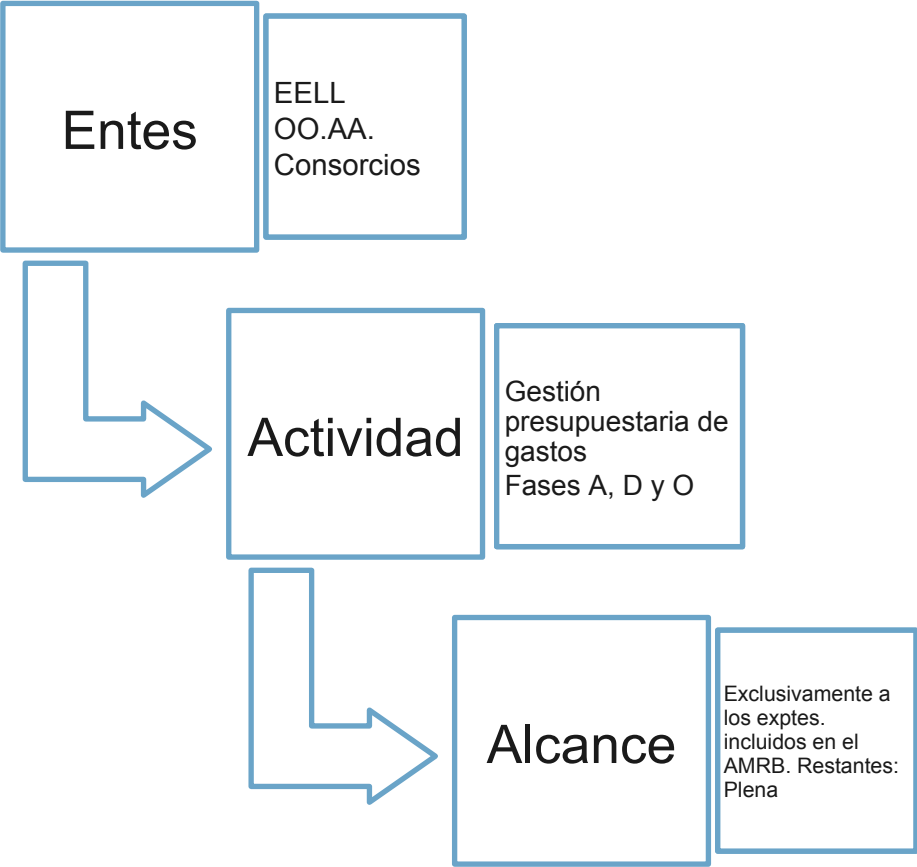 Entes
EELL
OO.AA.
Consorcios
Actividad
Gestión
presupuestaria de
gastos
Fases A, D y O
Alcance
Exclusivamente a
los exptes.
incluidos en el
AMRB. Restantes:
Plena